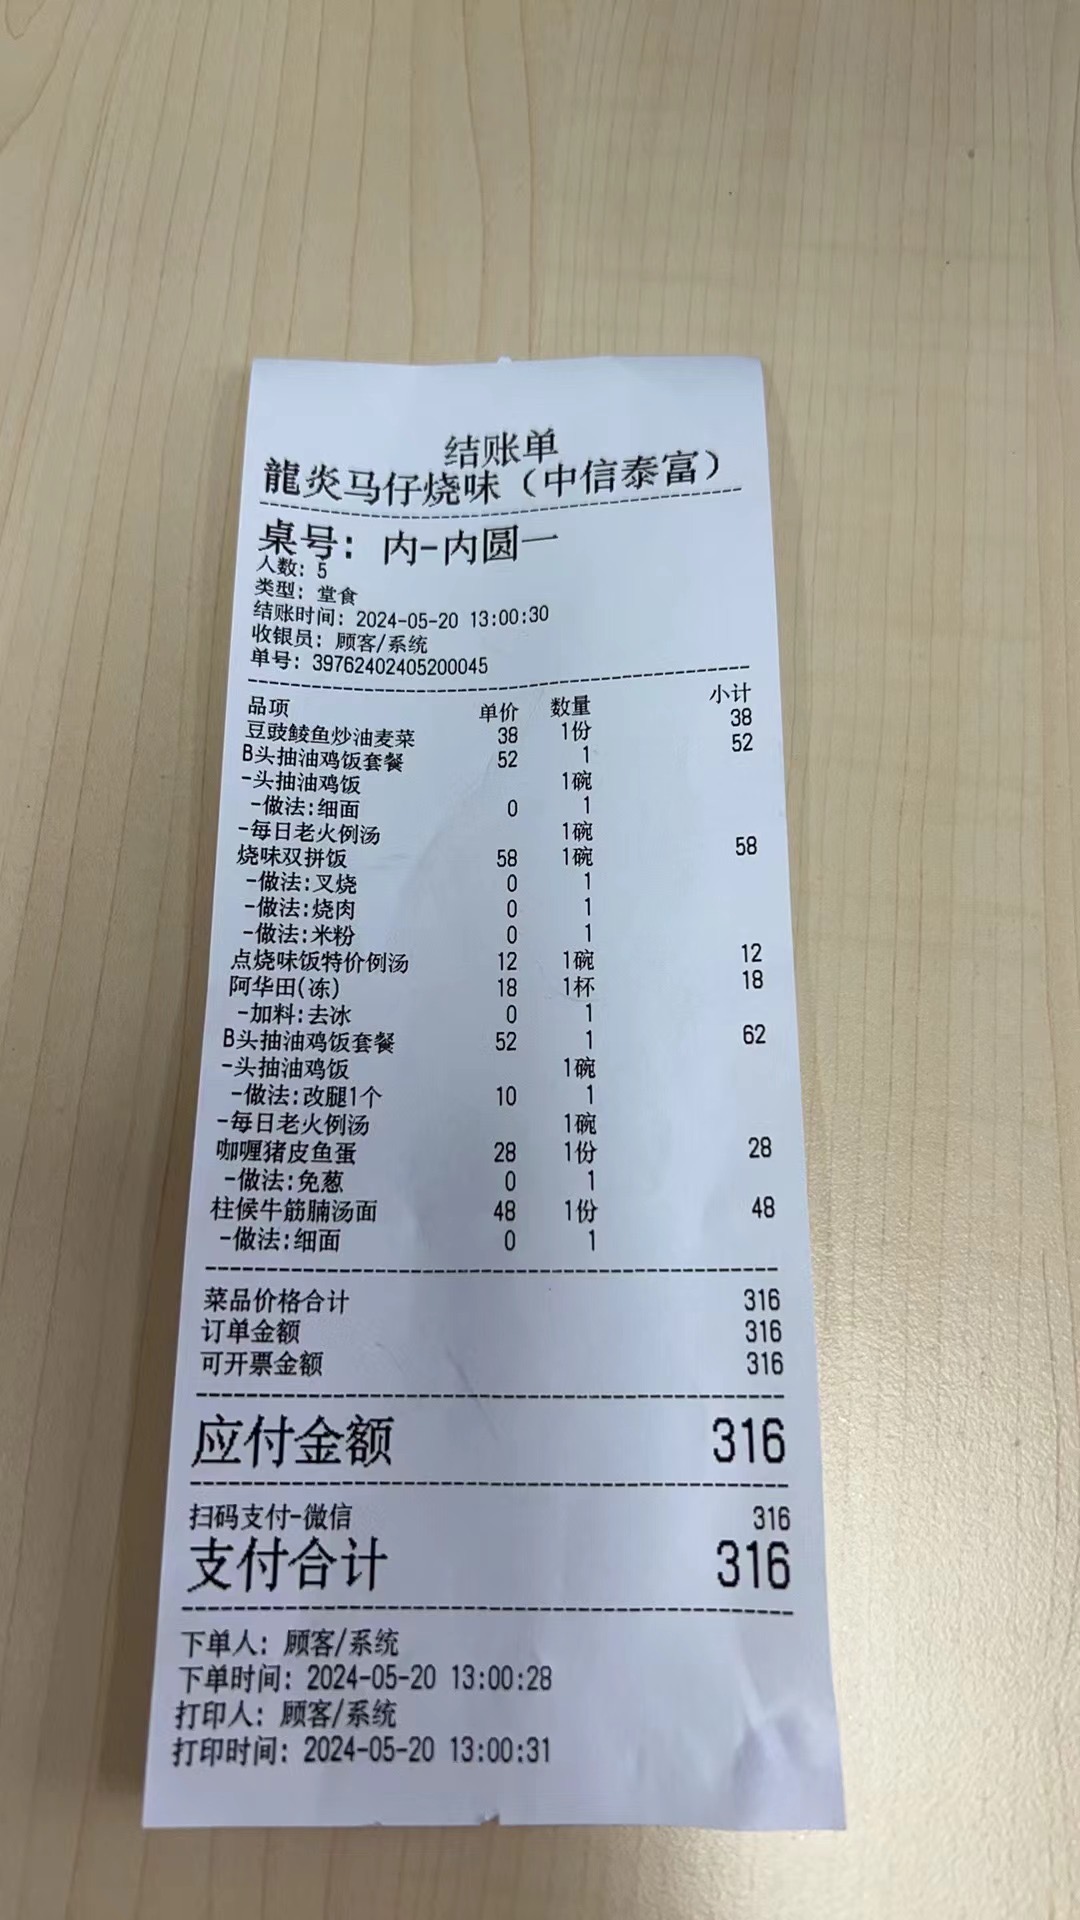 结账单
龍炎马仔烧味（中信泰富）
桌号：内-内圆一
人数：5
类型：堂食
结账时间：2024-05-20 13:00:30
收银员：顾客/系统
单号：39762402405200045
品项 单价 数量 小计
豆豉鲮鱼炒油麦菜 38 1份 38
B头抽油鸡饭套餐 52 1 52
-头抽油鸡饭 1碗
-做法:细面 0 1
-每日老火例汤 1碗
烧味双拼饭 58 1碗 58
-做法:叉烧 0 1
-做法:烧肉 0 1
-做法:米粉 0 1
点烧味饭特价例汤 12 1碗 12
阿华田(冻) 18 1杯 18
-加料:去冰 0 1
B头抽油鸡饭套餐 52 1 62
-头抽油鸡饭 1碗
-做法:改腿1个 10 1
-每日老火例汤 1碗
咖喱猪皮鱼蛋 28 1份 28
-做法:免葱 0 1
柱候牛筋腩汤面 48 1份 48
-做法:细面 0 1
菜品价格合计 316
订单金额 316
可开票金额 316
应付金额 316
扫码支付-微信 316
支付合计 316
下单人：顾客/系统
下单时间：2024-05-20 13:00:28
打印人：顾客/系统
打印时间：2024-05-20 13:00:31